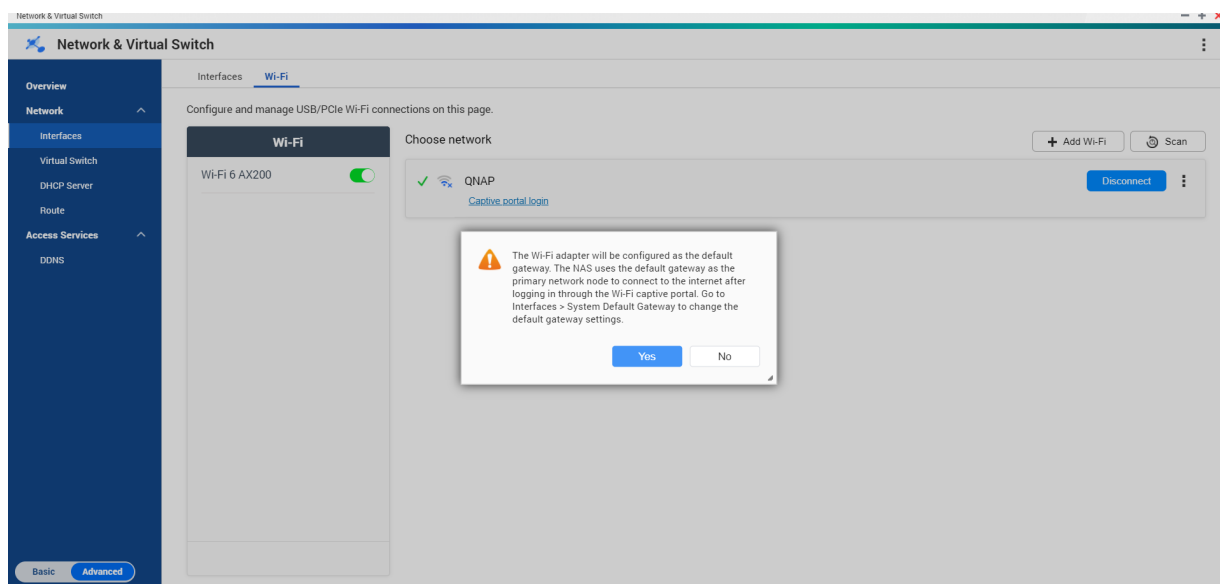 Network & Virtual Switch
Network & Virtual Switch
Overview
Network
Interfaces
Virtual Switch
DHCP Server
Route
Access Services
DDNS
Basic
Advanced
Interfaces
Wi-Fi
Configure and manage USB/PCIe Wi-Fi connections on this page.
Wi-Fi
Wi-Fi 6 AX200
Choose network
+ Add Wi-Fi
Scan
QNAP
Captive portal login
Disconnect
The Wi-Fi adapter will be configured as the default
gateway. The NAS uses the default gateway as the
primary network node to connect to the internet after
logging in through the Wi-Fi captive portal. Go to
Interfaces > System Default Gateway to change the
default gateway settings.
Yes
No